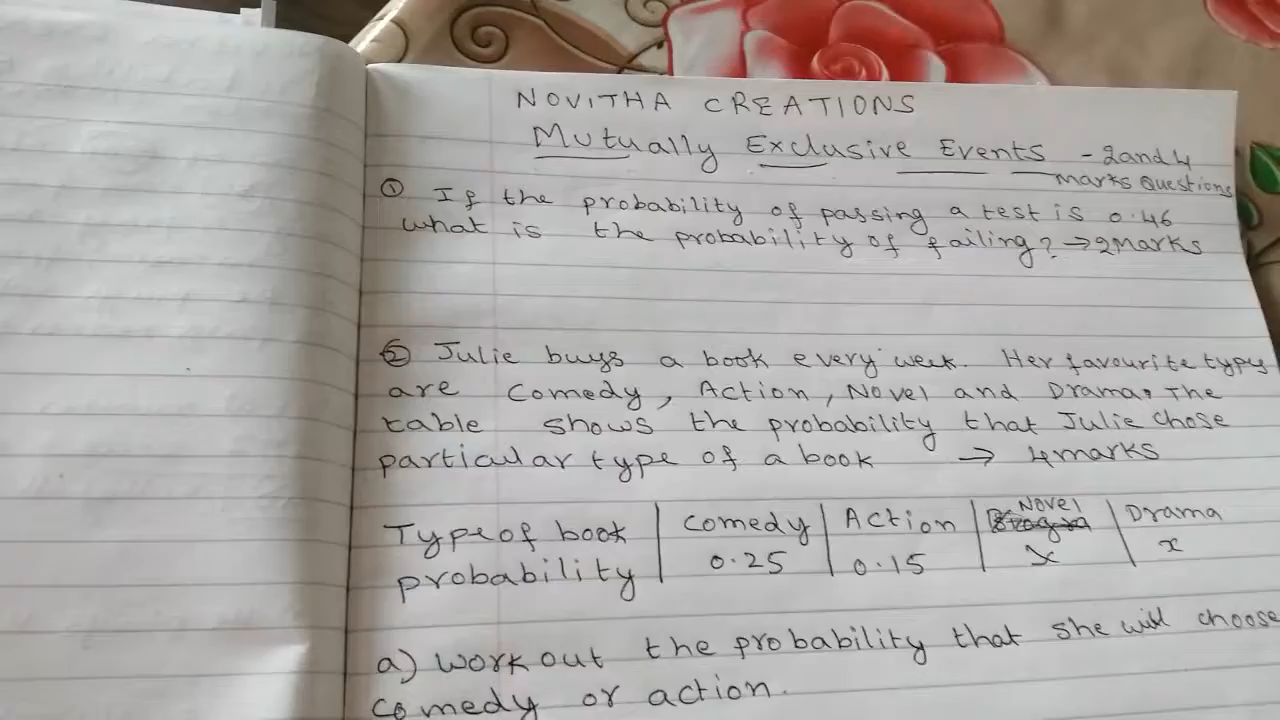 NOVITHA CREATIONS
Mutually Exclusive Events - 2 and 4
marks Questions
① If the probability of passing a test is 0.46
what is the probability of failing? → 2 Marks
② Julie buys a book every week. Her favourite types
are Comedy, Action, Novel and Drama. The
table shows the probability that Julie chose
particular type of a book → 4 marks
Type of book | Comedy | Action | Novel | Drama
probability | 0.25 | 0.15 | x | x
a) Work out the probability that she will choose
comedy or action.